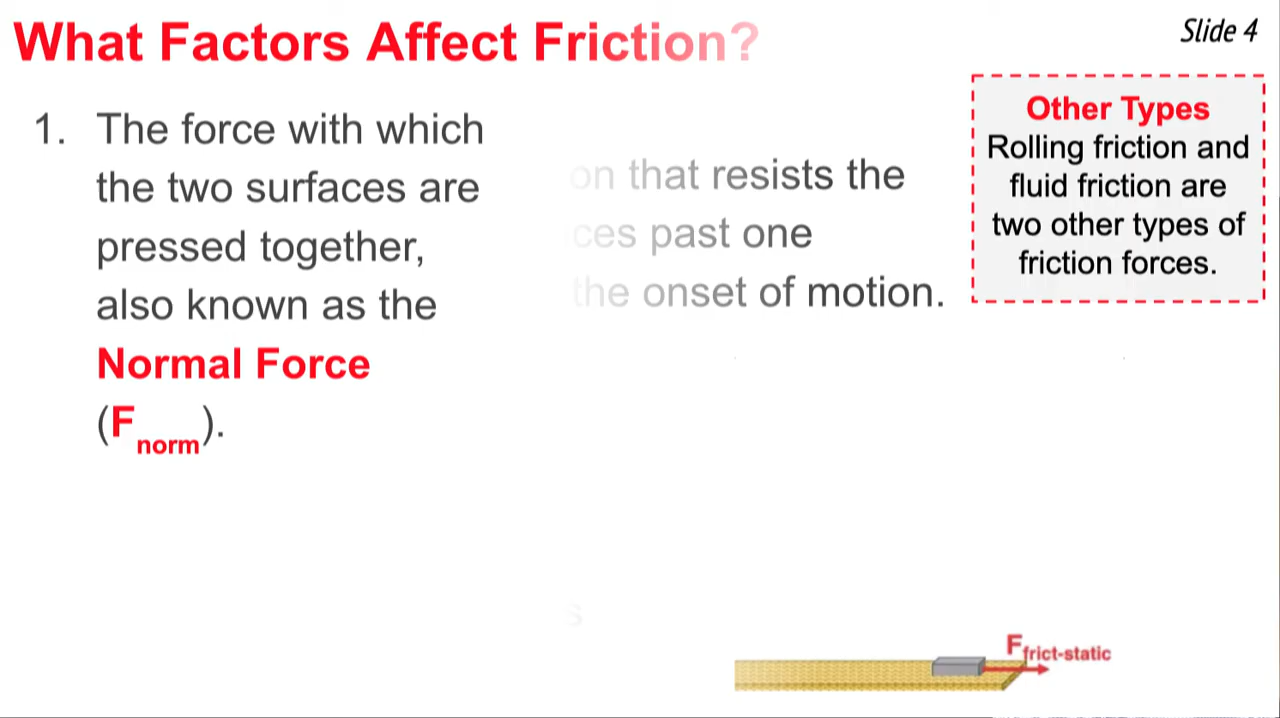 What Factors Affect Friction?
Slide 4
1. The force with which
the two surfaces are
pressed together,
also known as the
Normal Force
(Fnorm).
on that resists the
ces past one
the onset of motion.
Other Types
Rolling friction and
fluid friction are
two other types of
friction forces.
s
Ffrict-static